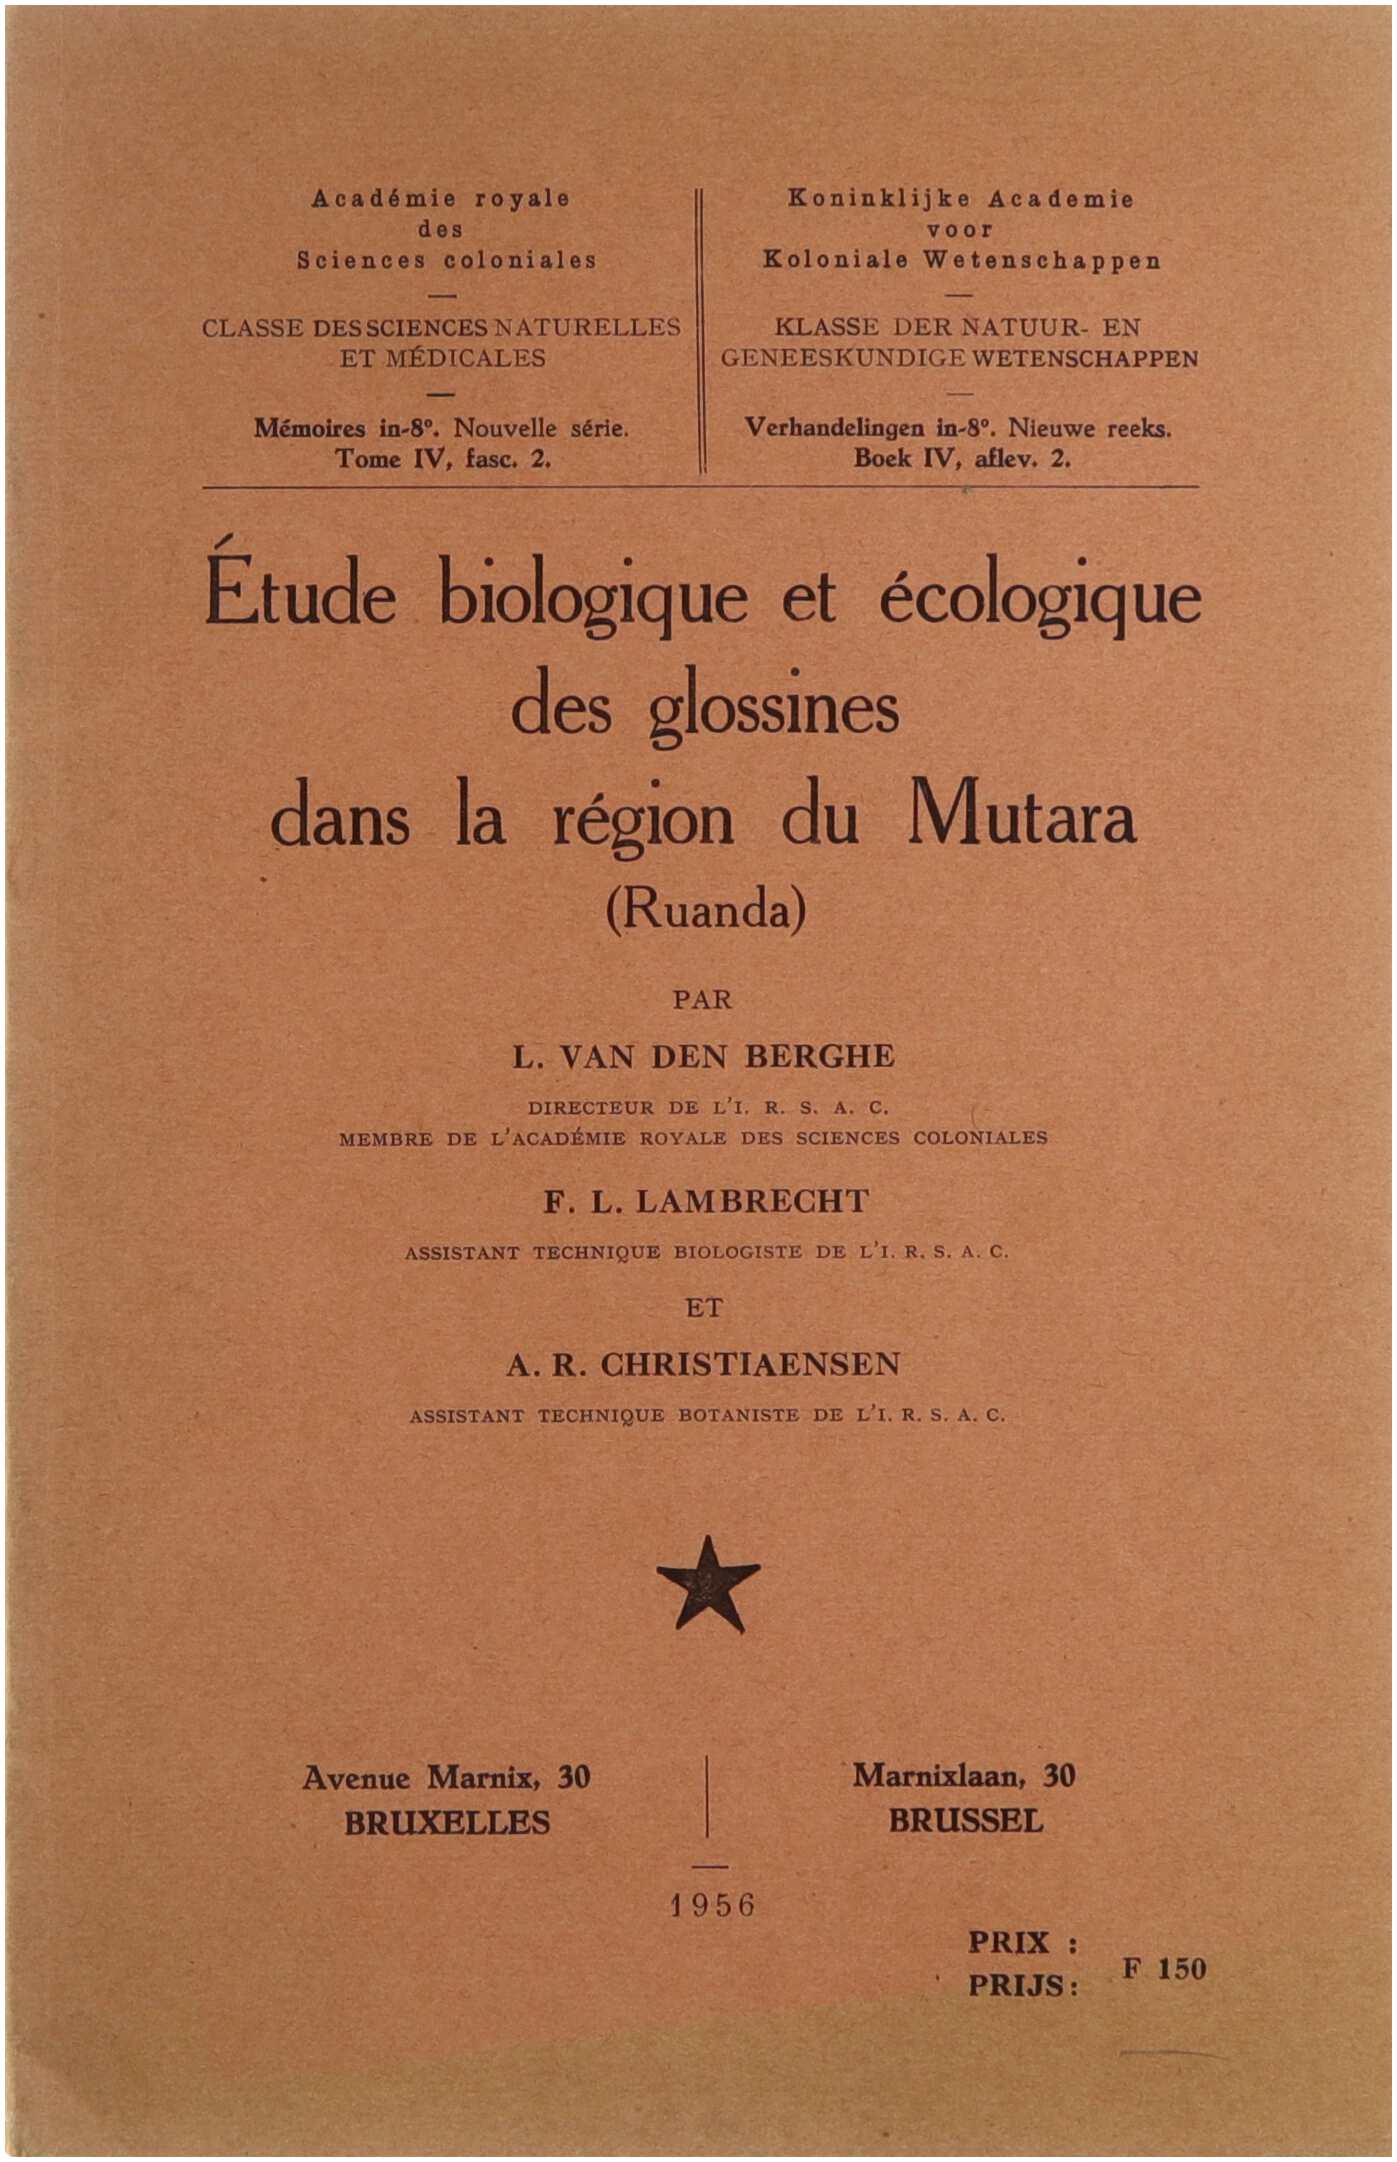 Académie royale
des
Sciences coloniales
CLASSE DES SCIENCES NATURELLES
ET MÉDICALES
Mémoires in-8º. Nouvelle série.
Tome IV, fasc. 2.
Koninklijke Academie
voor
Koloniale Wetenschappen
KLASSE DER NATUUR- EN
GENEESKUNDIGE WETENSCHAPPEN
Verhandelingen in-8º. Nieuwe reeks.
Boek IV, aflev. 2.
Étude biologique et écologique
des glossines
dans la région du Mutara
(Ruanda)
PAR
L. VAN DEN BERGHE
DIRECTEUR DE L'I. R. S. A. C.
MEMBRE DE L'ACADÉMIE ROYALE DES SCIENCES COLONIALES
F. L. LAMBRECHT
ASSISTANT TECHNIQUE BIOLOGISTE DE L'I. R. S. A. C.
ET
A. R. CHRISTIAENSEN
ASSISTANT TECHNIQUE BOTANISTE DE L'I. R. S. A. C.
Avenue Marnix, 30
BRUXELLES
Marnixlaan, 30
BRUSSEL
1956
PRIX :
PRIJS :
F 150